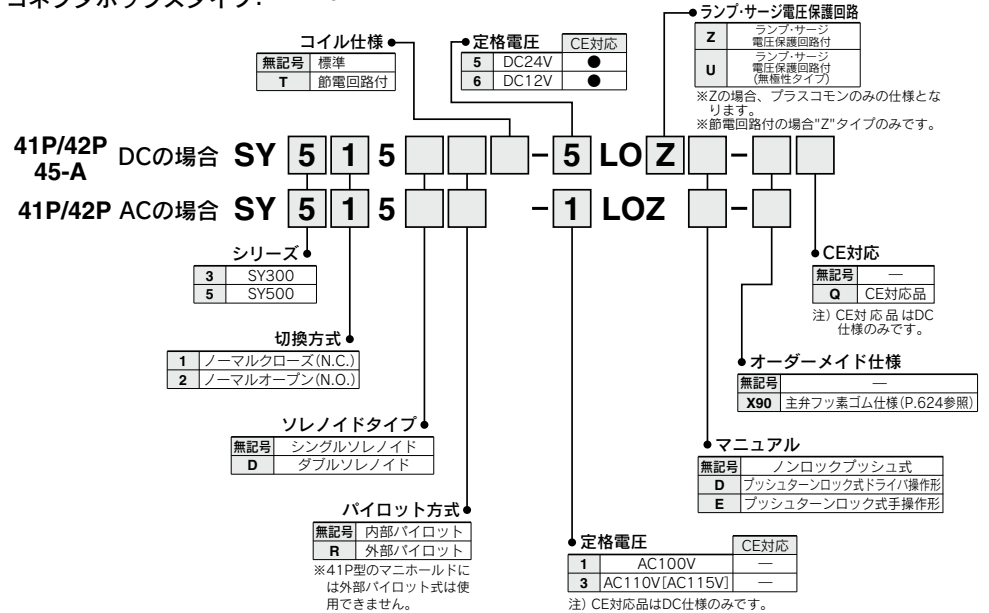 コネクタボックスタイプ:
ランプ・サージ電圧保護回路
Z ランプ・サージ
電圧保護回路付
U ランプ・サージ
電圧保護回路付
(無極性タイプ)
※Zの場合、プラスコモンのみの仕様とな
ります。
※節電回路付の場合"Z"タイプのみです。
コイル仕様
無記号 標準
T 節電回路付
定格電圧 CE対応
5 DC24V ●
6 DC12V ●
41P/42P
45-A
DCの場合 SY 5 1 5 - 5 LO Z -
41P/42P ACの場合 SY 5 1 5 - 1 LOZ -
シリーズ
3 SY300
5 SY500
切換方式
1 ノーマルクローズ(N.C.)
2 ノーマルオープン(N.O.)
ソレノイドタイプ
無記号 シングルソレノイド
D ダブルソレノイド
パイロット方式
無記号 内部パイロット
R 外部パイロット
※41P型のマニホールドに
は外部パイロット式は使
用できません。
CE対応
無記号 —
Q CE対応品
注) CE対応品はDC
仕様のみです。
オーダーメイド仕様
無記号 —
X90 主弁フッ素ゴム仕様(P.624参照)
マニュアル
無記号 ノンロックプッシュ式
D プッシュターンロック式ドライバ操作形
E プッシュターンロック式手操作形
定格電圧 CE対応
1 AC100V —
3 AC110V[AC115V] —
注) CE対応品はDC仕様のみです。